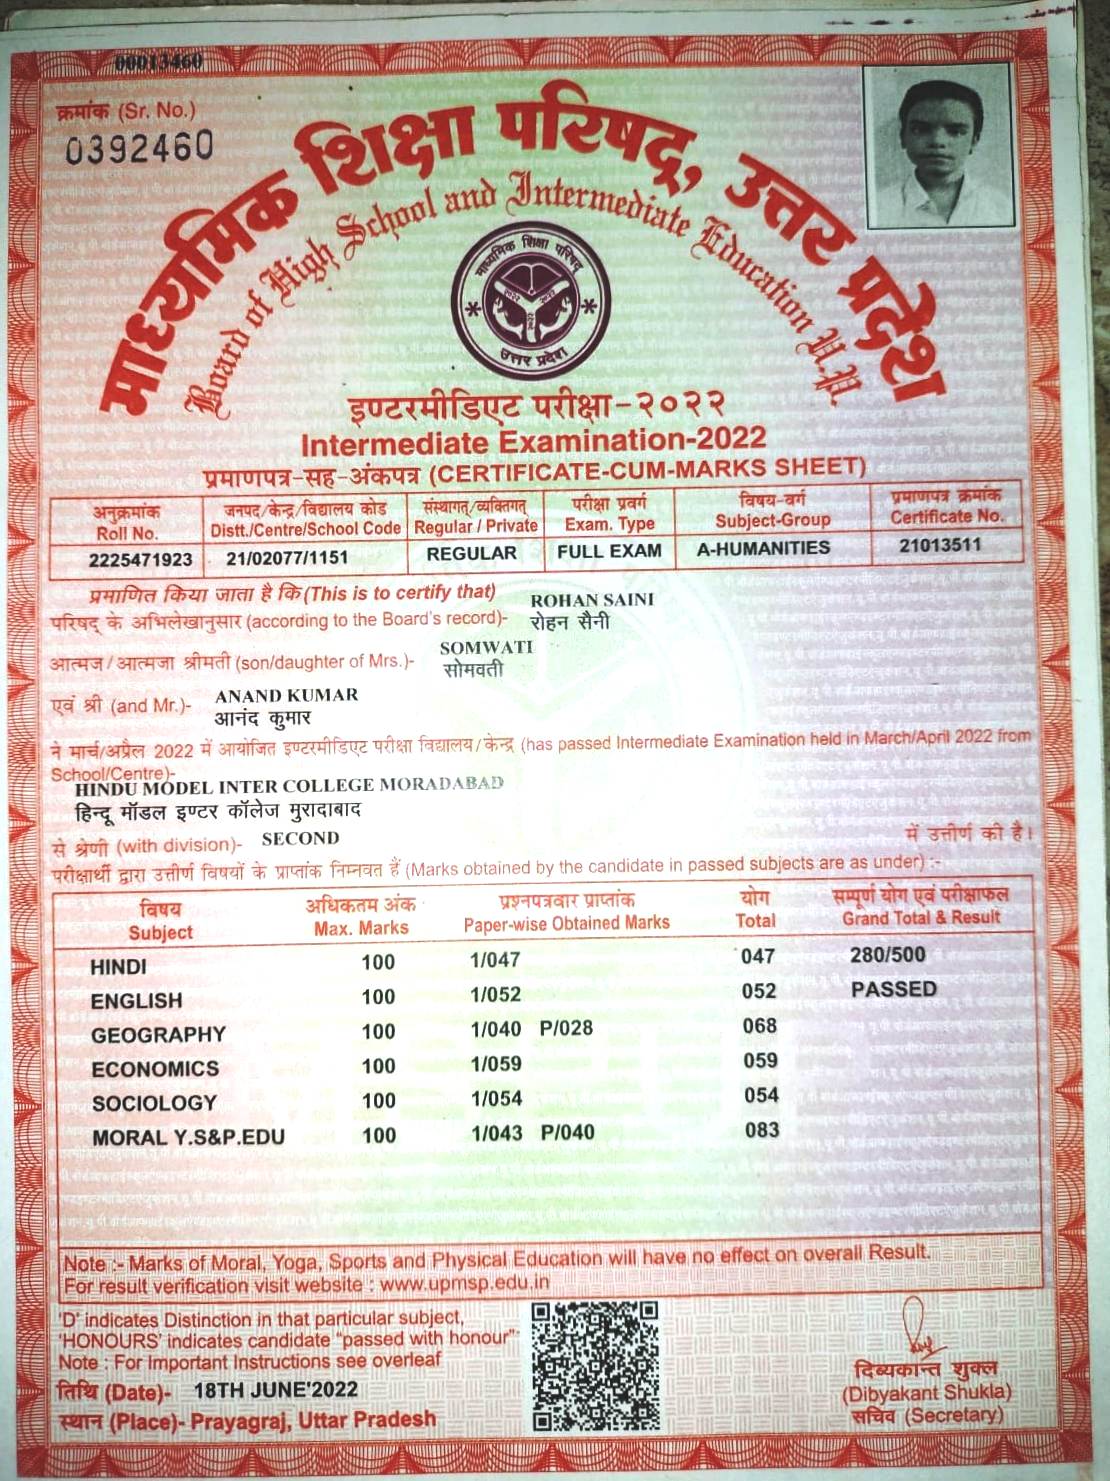 00013460
क्रमांक (Sr. No.)
0392460
माध्यमिक शिक्षा परिषद्, उत्तर प्रदेश
Board of High School and Intermediate Education U.P.
माध्यमिक शिक्षा परिषद्
उत्तर प्रदेश
इण्टरमीडिएट परीक्षा-२०२२
Intermediate Examination-2022
प्रमाणपत्र-सह-अंकपत्र (CERTIFICATE-CUM-MARKS SHEET)
अनुक्रमांक जनपद/केन्द्र/विद्यालय कोड संस्थागत्/व्यक्तिगत् परीक्षा प्रवर्ग विषय-वर्ग प्रमाणपत्र क्रमांक
Roll No. Distt./Centre/School Code Regular / Private Exam. Type Subject-Group Certificate No.
2225471923 21/02077/1151 REGULAR FULL EXAM A-HUMANITIES 21013511
प्रमाणित किया जाता है कि (This is to certify that) ROHAN SAINI
परिषद् के अभिलेखानुसार (according to the Board's record)- रोहन सैनी
SOMWATI
आत्मज/आत्मजा श्रीमती (son/daughter of Mrs.)- सोमवती
ANAND KUMAR
एवं श्री (and Mr.)- आनंद कुमार
ने मार्च/अप्रैल 2022 में आयोजित इण्टरमीडिएट परीक्षा विद्यालय/केन्द्र (has passed Intermediate Examination held in March/April 2022 from
School/Centre)-
HINDU MODEL INTER COLLEGE MORADABAD
हिन्दू मॉडल इण्टर कॉलेज मुरादाबाद
से श्रेणी (with division)- SECOND में उत्तीर्ण की है।
परीक्षार्थी द्वारा उत्तीर्ण विषयों के प्राप्तांक निम्नवत हैं (Marks obtained by the candidate in passed subjects are as under) :-
विषय अधिकतम अंक प्रश्नपत्रवार प्राप्तांक योग सम्पूर्ण योग एवं परीक्षाफल
Subject Max. Marks Paper-wise Obtained Marks Total Grand Total & Result
HINDI 100 1/047 047 280/500
ENGLISH 100 1/052 052 PASSED
GEOGRAPHY 100 1/040 P/028 068
ECONOMICS 100 1/059 059
SOCIOLOGY 100 1/054 054
MORAL Y.S&P.EDU 100 1/043 P/040 083
Note :- Marks of Moral, Yoga, Sports and Physical Education will have no effect on overall Result.
For result verification visit website : www.upmsp.edu.in
'D' indicates Distinction in that particular subject,
'HONOURS' indicates candidate "passed with honour"
Note : For Important Instructions see overleaf
तिथि (Date)- 18TH JUNE'2022
स्थान (Place)- Prayagraj, Uttar Pradesh
दिब्यकान्त शुक्ल
(Dibyakant Shukla)
सचिव (Secretary)